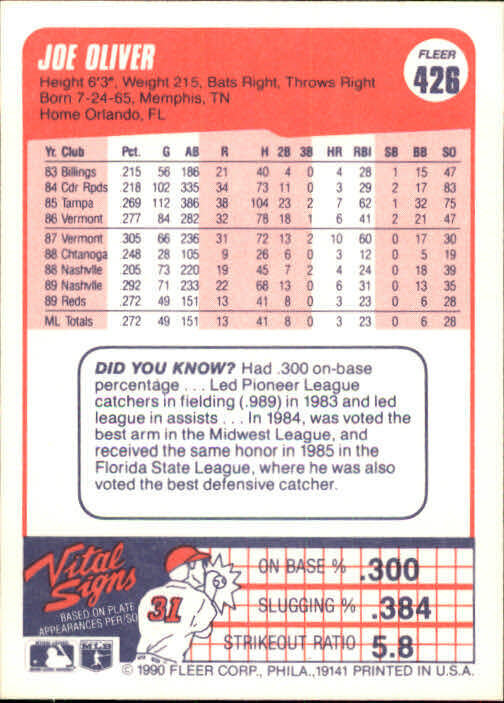 JOE OLIVER
FLEER
426
Height 6'3", Weight 215, Bats Right, Throws Right
Born 7-24-65, Memphis, TN
Home Orlando, FL
Yr. Club Pct. G AB R H 2B 3B HR RBI SB BB SO
83 Billings 215 56 186 21 40 4 0 4 28 1 15 47
84 Cdr Rpds 218 102 335 34 73 11 0 3 29 2 17 83
85 Tampa 269 112 386 38 104 23 2 7 62 1 32 75
86 Vermont 277 84 282 32 78 18 1 6 41 2 21 47
87 Vermont 305 66 236 31 72 13 2 10 60 0 17 30
88 Chtanoga 248 28 105 9 26 6 0 3 12 0 5 19
88 Nashvlle 205 73 220 19 45 7 2 4 24 0 18 39
89 Nashvlle 292 71 233 22 68 13 0 6 31 0 13 35
89 Reds 272 49 151 13 41 8 0 3 23 0 6 28
ML Totals 272 49 151 13 41 8 0 3 23 0 6 28
DID YOU KNOW? Had .300 on-base
percentage . . . Led Pioneer League
catchers in fielding (.989) in 1983 and led
league in assists . . . In 1984, was voted the
best arm in the Midwest League, and
received the same honor in 1985 in the
Florida State League, where he was also
voted the best defensive catcher.
Vital
Signs
BASED ON PLATE
APPEARANCES PER/SO
31
ON BASE % .300
SLUGGING % .384
STRIKEOUT RATIO 5.8
MLB
© 1990 FLEER CORP., PHILA.,19141 PRINTED IN U.S.A.